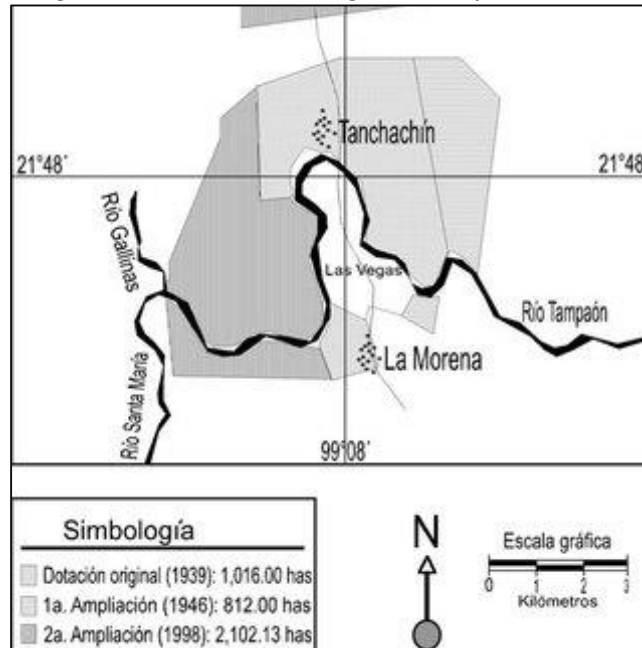 Tanchachín
21°48´
21°48
Río Gallinas
Las Vegas
Río Tampaón
La Morena
Río Santa María
99°08´
Simbología
Dotación original (1939): 1,016.00 has
1a. Ampliación (1946): 812.00 has
2a. Ampliación (1998): 2,102.13 has
N
Escala gráfica
0 1 2 3
Kilómetros